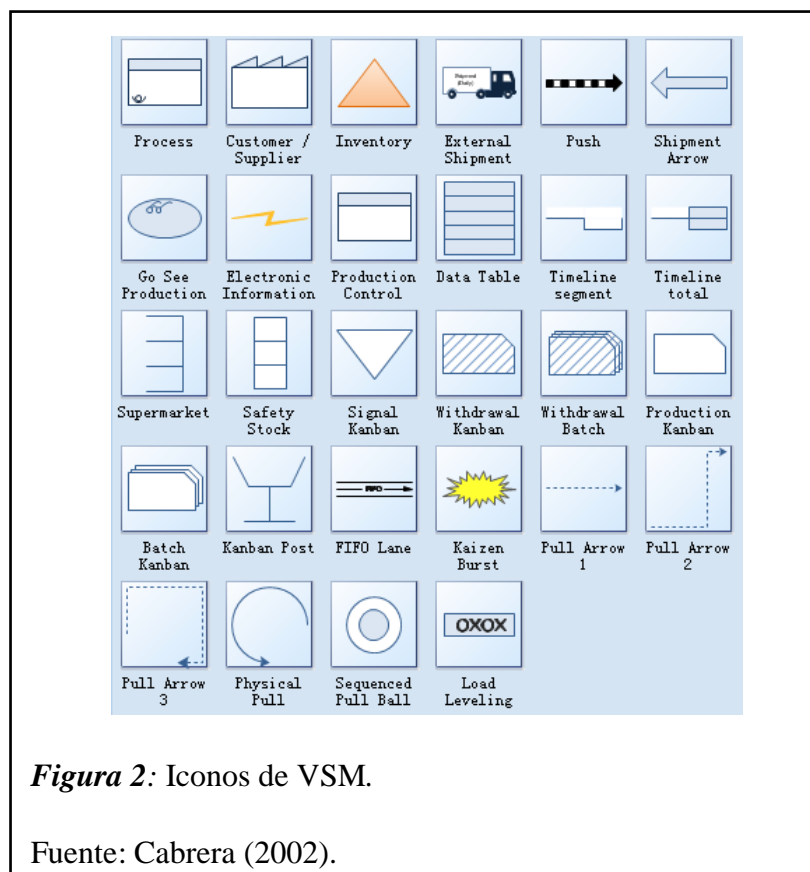 Shipment
(Daily)
Process
Customer /
Supplier
Inventory
External
Shipment
Push
Shipment
Arrow
Go See
Production
Electronic
Information
Production
Control
Data Table
Timeline
segment
Timeline
total
Supermarket
Safety
Stock
Signal
Kanban
Withdrawal
Kanban
Withdrawal
Batch
Production
Kanban
FIFO
Batch
Kanban
Kanban Post
FIFO Lane
Kaizen
Burst
Pull Arrow
1
Pull Arrow
2
OXOX
Pull Arrow
3
Physical
Pull
Sequenced
Pull Ball
Load
Leveling
Figura 2: Iconos de VSM.
Fuente: Cabrera (2002).